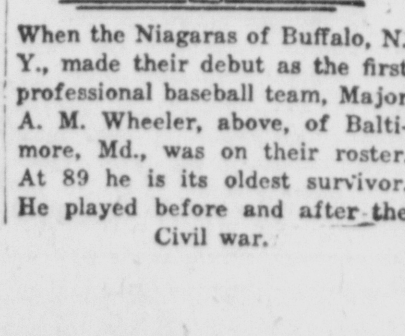 When the Niagaras of Buffalo, N.
Y., made their debut as the first
professional baseball team, Major
A. M. Wheeler, above, of Balti-
more, Md., was on their roster.
At 89 he is its oldest survivor.
He played before and after the
Civil war.